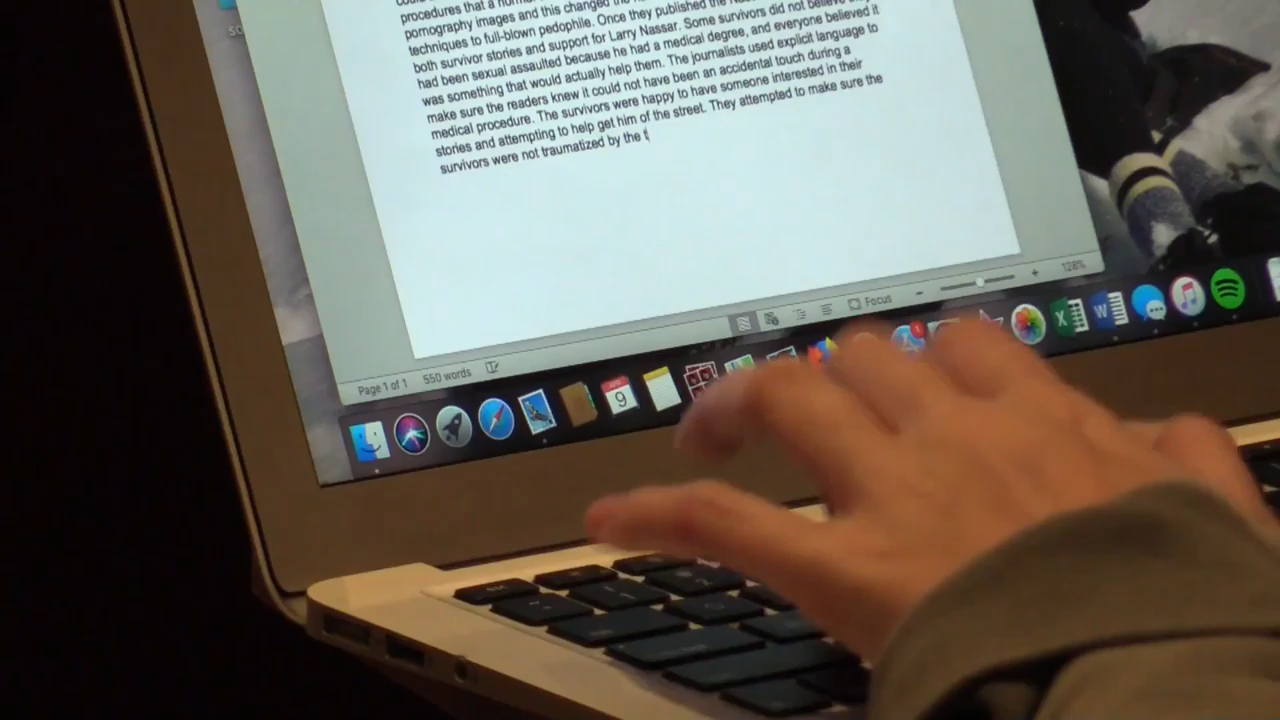 procedures that a
pornography images and this changed the
techniques to full-blown pedophile. Once they published the
both survivor stories and support for Larry Nassar. Some survivors did not believe they
had been sexual assaulted because he had a medical degree, and everyone believed it
was something that would actually help them. The journalists used explicit language to
make sure the readers knew it could not have been an accidental touch during a
medical procedure. The survivors were happy to have someone interested in their
stories and attempting to help get him of the street. They attempted to make sure the
survivors were not traumatized by the t
Page 1 of 1 550 words Focus 128%
9